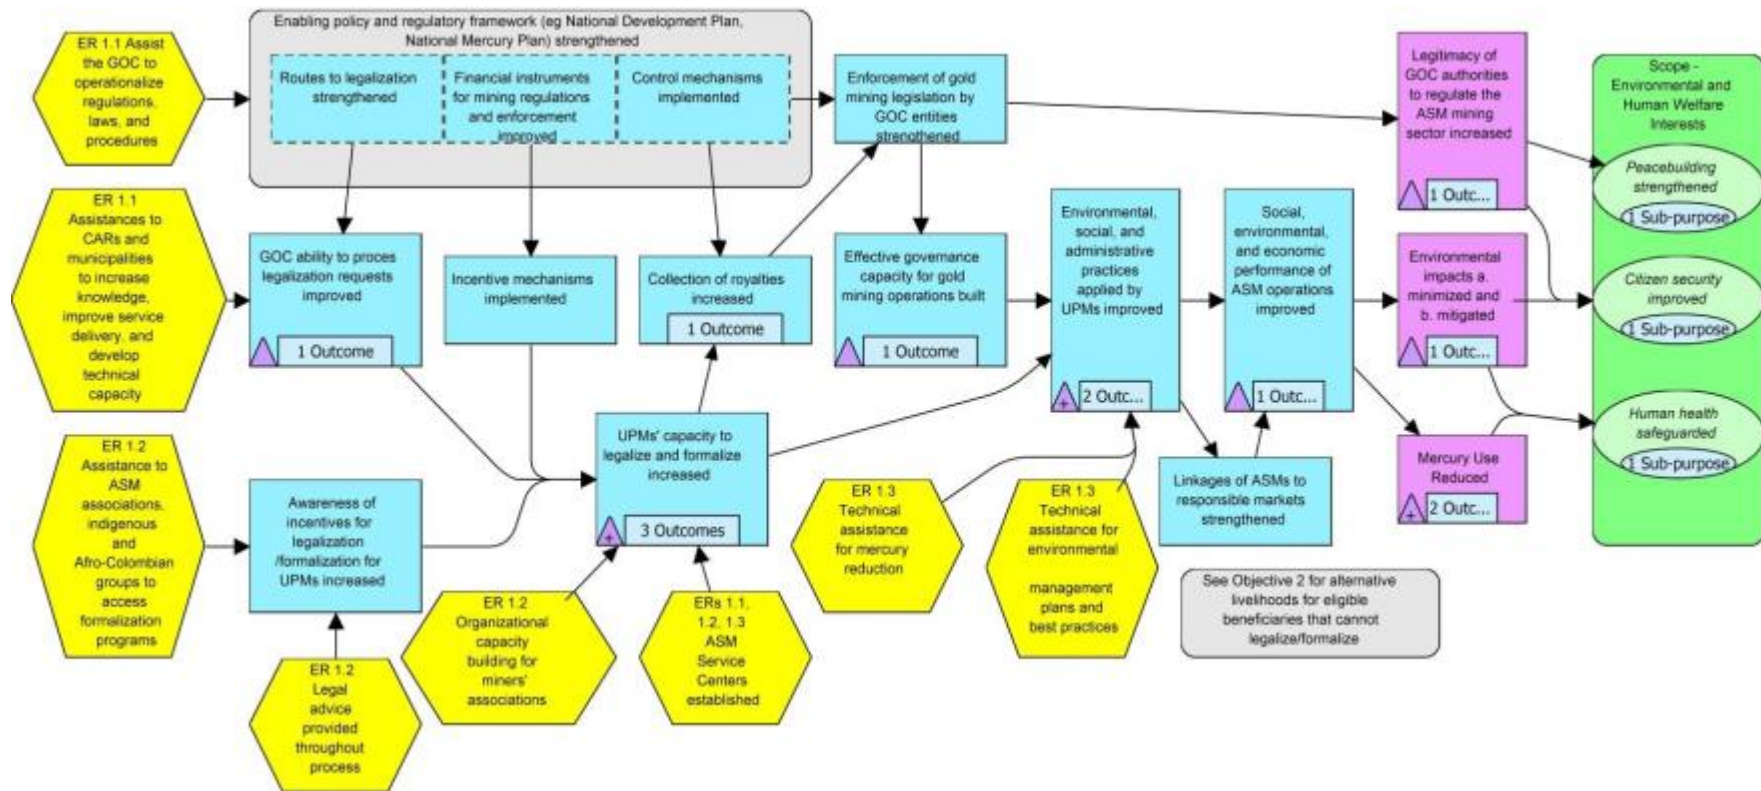 Enabling policy and regulatory framework (eg National Development Plan,
National Mercury Plan) strengthened
ER 1.1 Assist
the GOC to
operationalize
regulations,
laws, and
procedures
Routes to legalization
strengthened
Financial instruments
for mining regulations
and enforcement
improved
Control mechanisms
implemented
Enforcement of gold
mining legislation by
GOC entities
strengthened
Legitimacy of
GOC authorities
to regulate the
ASM mining
sector increased
1 Outc...
Scope -
Environmental and
Human Welfare
Interests
Peacebuilding
strengthened
1 Sub-purpose
Citizen security
improved
1 Sub-purpose
Human health
safeguarded
1 Sub-purpose
ER 1.1
Assistances to
CARs and
municipalities
to increase
knowledge,
improve service
delivery, and
develop
technical
capacity
GOC ability to proces
legalization requests
improved
1 Outcome
Incentive mechanisms
implemented
Collection of royalties
increased
1 Outcome
Effective governance
capacity for gold
mining operations built
1 Outcome
Environmental,
social, and
administrative
practices
applied by
UPMs improved
+
2 Outc...
Social,
environmental,
and economic
performance of
ASM operations
improved
1 Outc...
Environmental
impacts a.
minimized and
b. mitigated
1 Outc...
ER 1.2
Assistance to
ASM
associations,
indigenous
and
Afro-Colombian
groups to
access
formalization
programs
Awareness of
incentives for
legalization
/formalization for
UPMs increased
UPMs' capacity to
legalize and formalize
increased
+
3 Outcomes
ER 1.3
Technical
assistance
for mercury
reduction
ER 1.3
Technical
assistance for
environmental
management
plans and
best practices
Linkages of ASMs to
responsible markets
strengthened
Mercury Use
Reduced
+
2 Outc...
ER 1.2
Legal
advice
provided
throughout
process
ER 1.2
Organizational
capacity
building for
miners'
associations
ERs 1.1,
1.2, 1.3
ASM
Service
Centers
established
See Objective 2 for alternative
livelihoods for eligible
beneficiaries that cannot
legalize/formalize